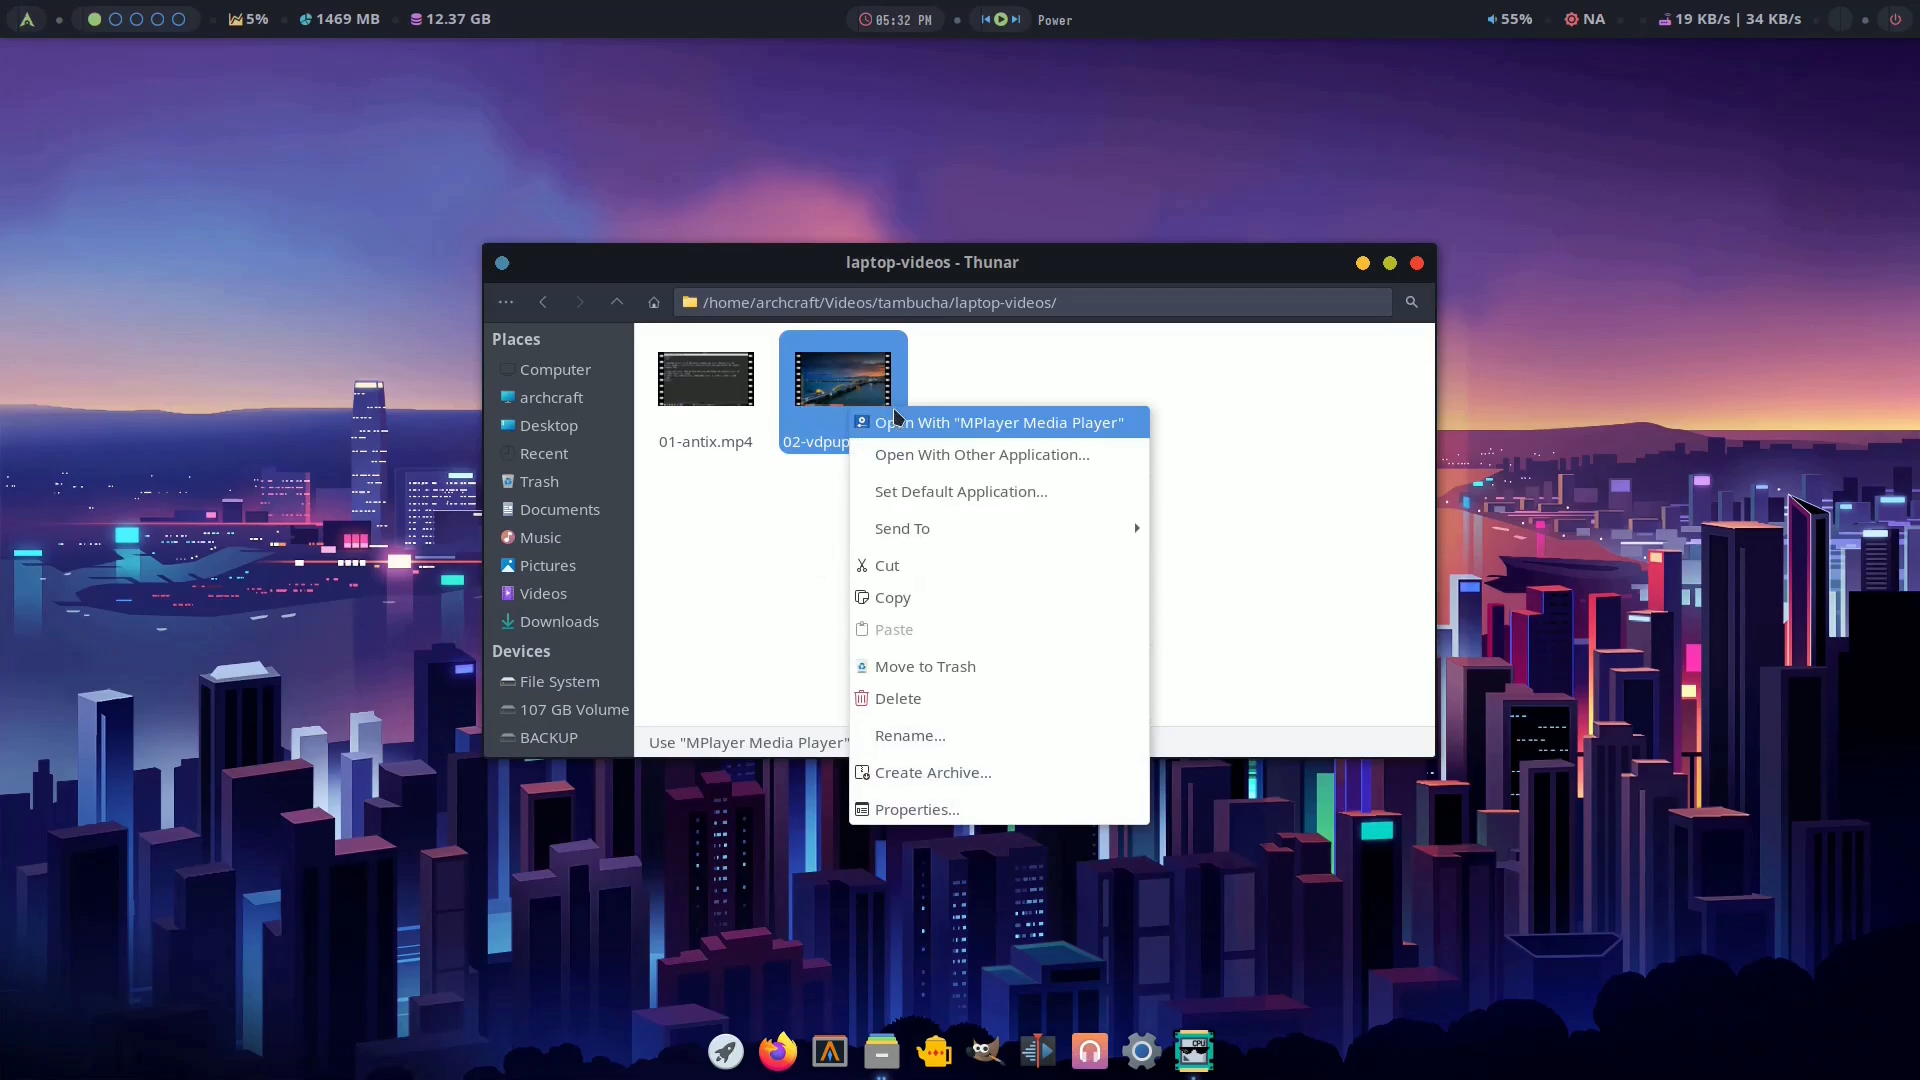 5%
1469 MB
12.37 GB
05:32 PM
Power
55%
NA
19 KB/s | 34 KB/s
laptop-videos - Thunar
/home/archcraft/Videos/tambucha/laptop-videos/
Places
Computer
archcraft
Desktop
Recent
Trash
Documents
Music
Pictures
Videos
Downloads
Devices
File System
107 GB Volume
BACKUP
01-antix.mp4
02-vdpup
Open With "MPlayer Media Player"
Open With Other Application...
Set Default Application...
Send To
Cut
Copy
Paste
Move to Trash
Delete
Rename...
Create Archive...
Properties...
Use "MPlayer Media Player"
CPU